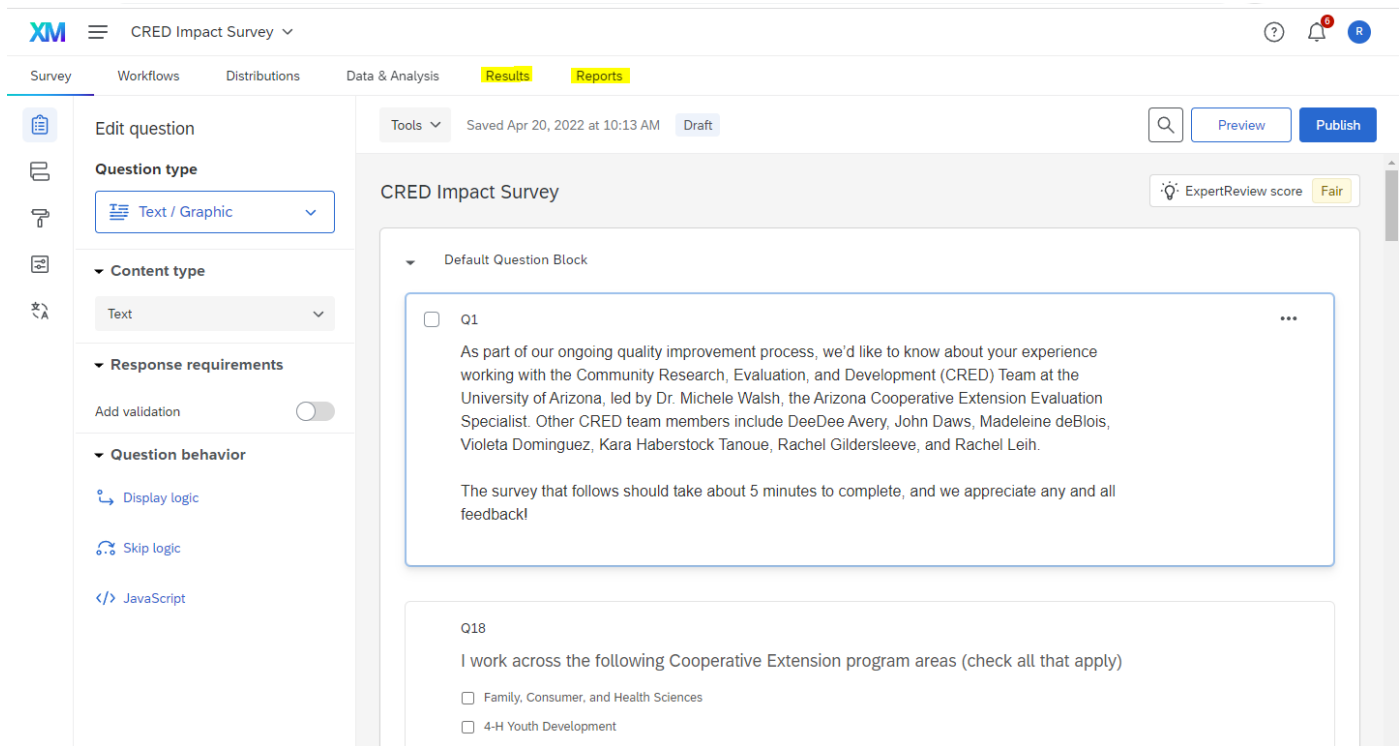 XM CRED Impact Survey 6 R
Survey Workflows Distributions Data & Analysis Results Reports
Edit question
Question type
Text / Graphic
Content type
Text
Response requirements
Add validation
Question behavior
Display logic
Skip logic
</> JavaScript
Tools Saved Apr 20, 2022 at 10:13 AM Draft Preview Publish
CRED Impact Survey ExpertReview score Fair
Default Question Block
Q1
As part of our ongoing quality improvement process, we'd like to know about your experience
working with the Community Research, Evaluation, and Development (CRED) Team at the
University of Arizona, led by Dr. Michele Walsh, the Arizona Cooperative Extension Evaluation
Specialist. Other CRED team members include DeeDee Avery, John Daws, Madeleine deBlois,
Violeta Dominguez, Kara Haberstock Tanoue, Rachel Gildersleeve, and Rachel Leih.
The survey that follows should take about 5 minutes to complete, and we appreciate any and all
feedback!
Q18
I work across the following Cooperative Extension program areas (check all that apply)
Family, Consumer, and Health Sciences
4-H Youth Development